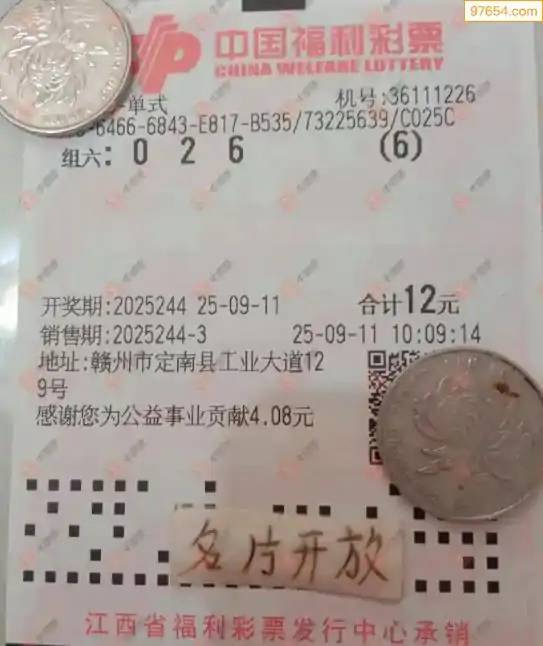 97654.com
中国福利彩票
CHINA WELFARE LOTTERY
单式
机号:36111226
6466-6843-E817-B535/73225639/C025C
组六: 0 2 6 (6)
开奖期:2025244 25-09-11 合计12元
销售期:2025244-3 25-09-11 10:09:14
地址:赣州市定南县工业大道12
9号
感谢您为公益事业贡献4.08元
名片开放
江西省福利彩票发行中心承销